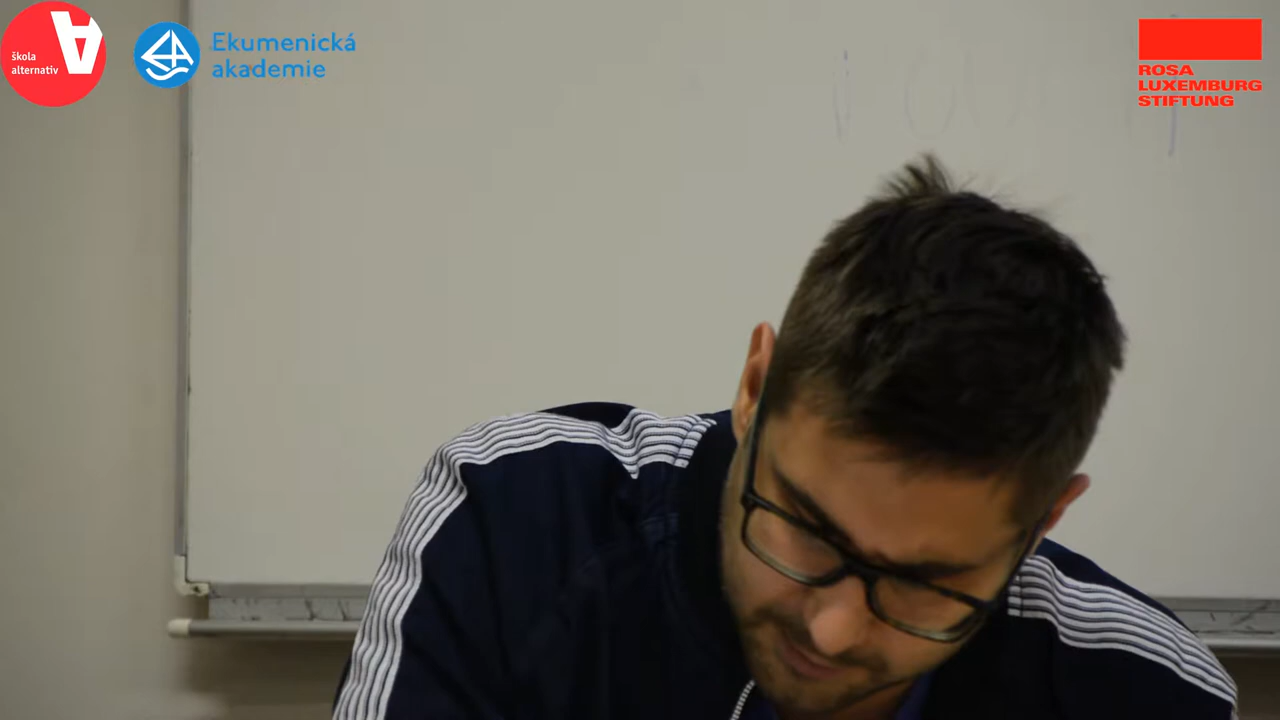 škola
alternativ
Ekumenická
akademie
ROSA
LUXEMBURG
STIFTUNG